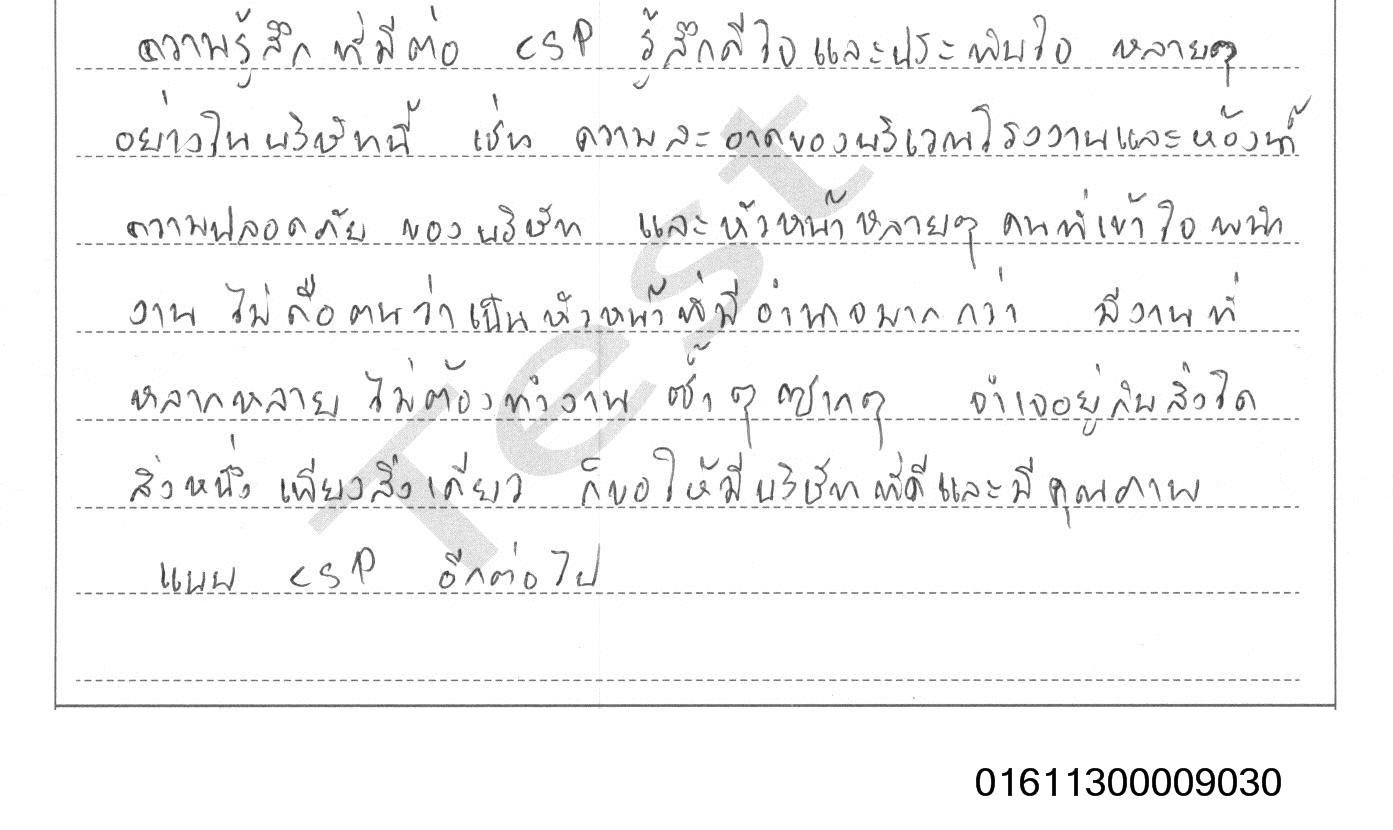 ความรู้สึกที่มีต่อ CSP รู้สึกดีใจและประทับใจ หลายๆ
อย่างในบริษัทนี้ เช่น ความสะอาดของบริเวณโรงงานและห้องน้ำ
ความปลอดภัย ของบริษัท และหัวหน้าหลายๆ คนที่เข้าใจพนัก
งาน ไม่ถือตนว่าเป็นหัวหน้าที่มีอำนาจมากกว่า มีงานที่
หลากหลาย ไม่ต้องทำงาน ซ้ำๆ ซากๆ จำเจอยู่กับสิ่งใด
สิ่งหนึ่ง เพียงสิ่งเดียว ก็ขอให้มีบริษัทที่ดีและมีคุณภาพ
แบบ CSP อีกต่อไป
Test
01611300009030